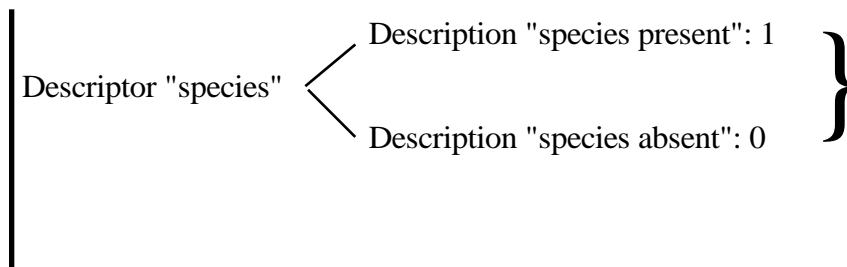 Description "species present": 1
Descriptor "species"
Description "species absent": 0